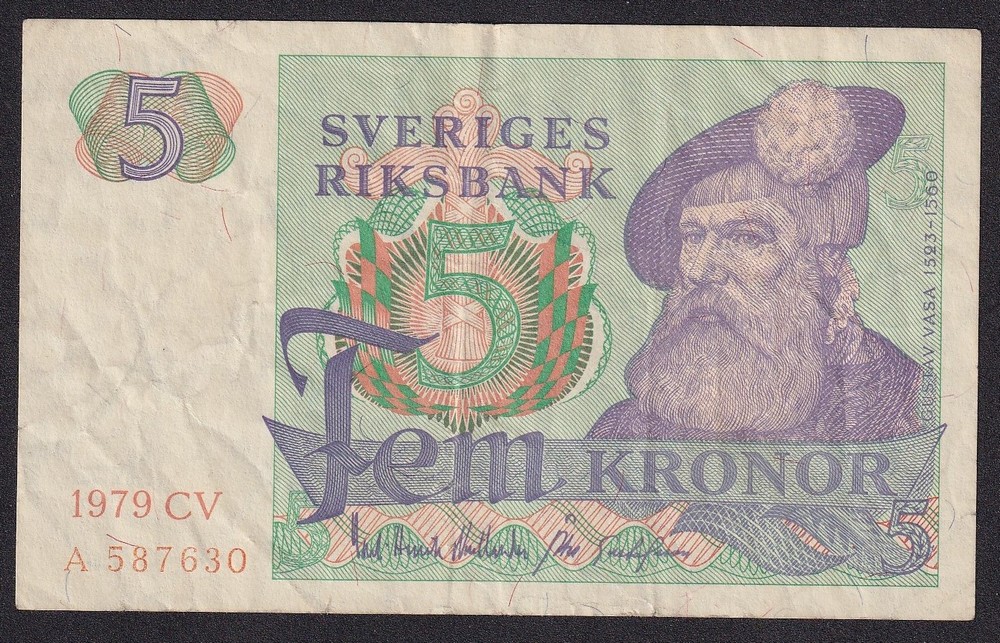 5
SVERIGES
RIKSBANK
5
5
GUSTAV VASA 1523-1560
Fem KRONOR
1979 CV
A 587630
5
5